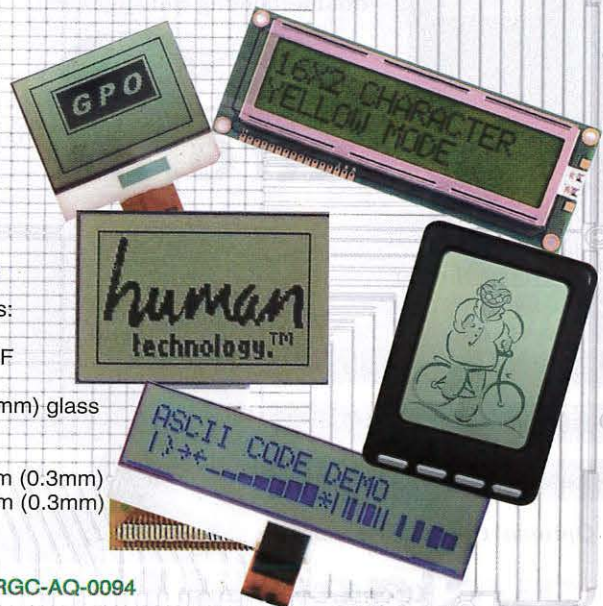 GPO
16X2 CHARACTER
YELLOW MODE
human
technology.™
s:
F
mm) glass
m (0.3mm)
m (0.3mm)
ASCII CODE DEMO
RGC-AQ-0094